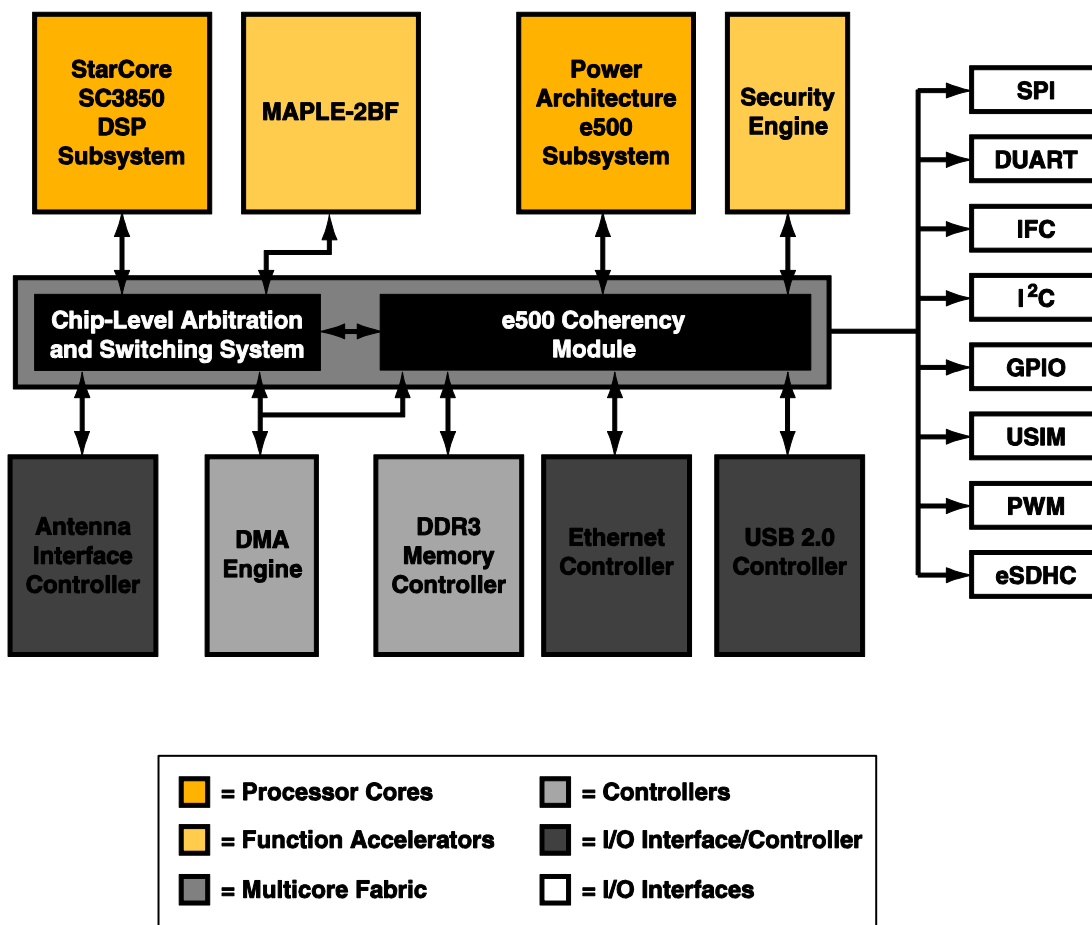 StarCore
SC3850
DSP
Subsystem
MAPLE-2BF
Power
Architecture
e500
Subsystem
Security
Engine
SPI
DUART
IFC
I²C
GPIO
USIM
PWM
eSDHC
Chip-Level Arbitration
and Switching System
e500 Coherency
Module
Antenna
Interface
Controller
DMA
Engine
DDR3
Memory
Controller
Ethernet
Controller
USB 2.0
Controller
= Processor Cores
= Function Accelerators
= Multicore Fabric
= Controllers
= I/O Interface/Controller
= I/O Interfaces